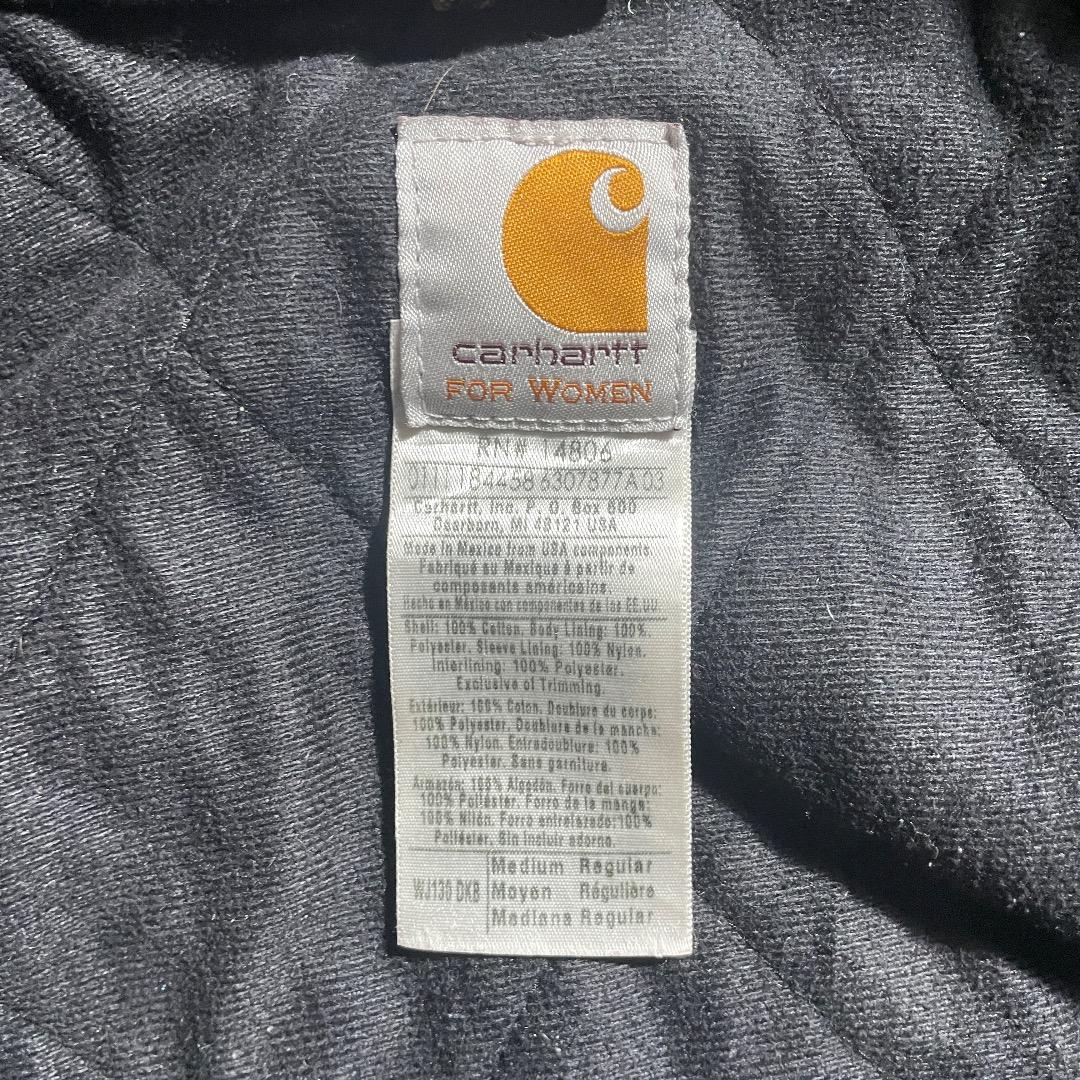 carhartt
FOR WOMEN
RN# 14806
0111 184458 6307877A 03
Carhartt, Inc. P. O. Box 600
Dearborn, MI 48121 USA
Made in Mexico from USA components.
Fabriqué au Mexique à partir de
composants américains.
Hecho en México con componentes de los EE.UU
Shell: 100% Cotton. Body Lining: 100%.
Polyester. Sleeve Lining: 100% Nylon.
Interlining: 100% Polyester.
Exclusive of Trimming.
Extérieur: 100% Coton. Doublure du corps:
100% Polyester. Doublure de la manche:
100% Nylon. Entredoublure: 100%
Polyester. Sans garniture.
Armazón: 100% Algodón. Forro del cuerpo:
100% Poliéster. Forro de la manga:
100% Nilón. Forro entrelazado: 100%
Poliéster. Sin incluir adorno.
WJ130 DKB
Medium Regular
Moyen Régulière
Mediana Regular